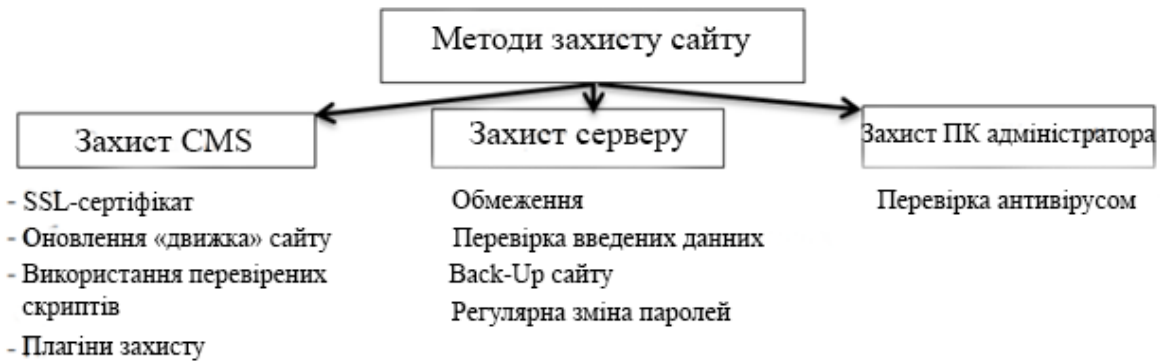 Методи захисту сайту
Захист CMS
Захист серверу
Захист ПК адміністратора
- SSL-сертіфікат
- Оновлення «движка» сайту
- Використання перевірених
скриптів
- Плагіни захисту
Обмеження
Перевірка введених данних
Back-Up сайту
Регулярна зміна паролей
Перевірка антивірусом